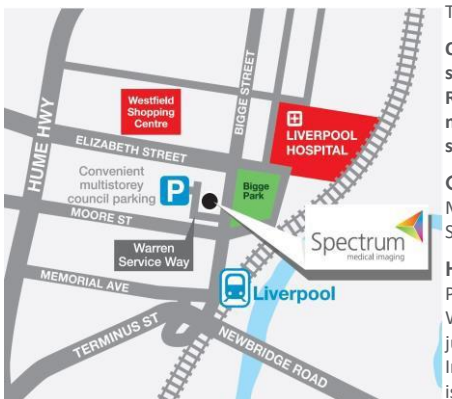 BIGGE STREET
HUME HWY
Westfield
Shopping
Centre
LIVERPOOL
HOSPITAL
ELIZABETH STREET
Convenient
multistorey
council parking
P
Bigge
Park
MOORE ST
Warren
Service Way
Spectrum
medical imaging
MEMORIAL AVE
Liverpool
TERMINUS ST
NEWBRIDGE ROAD